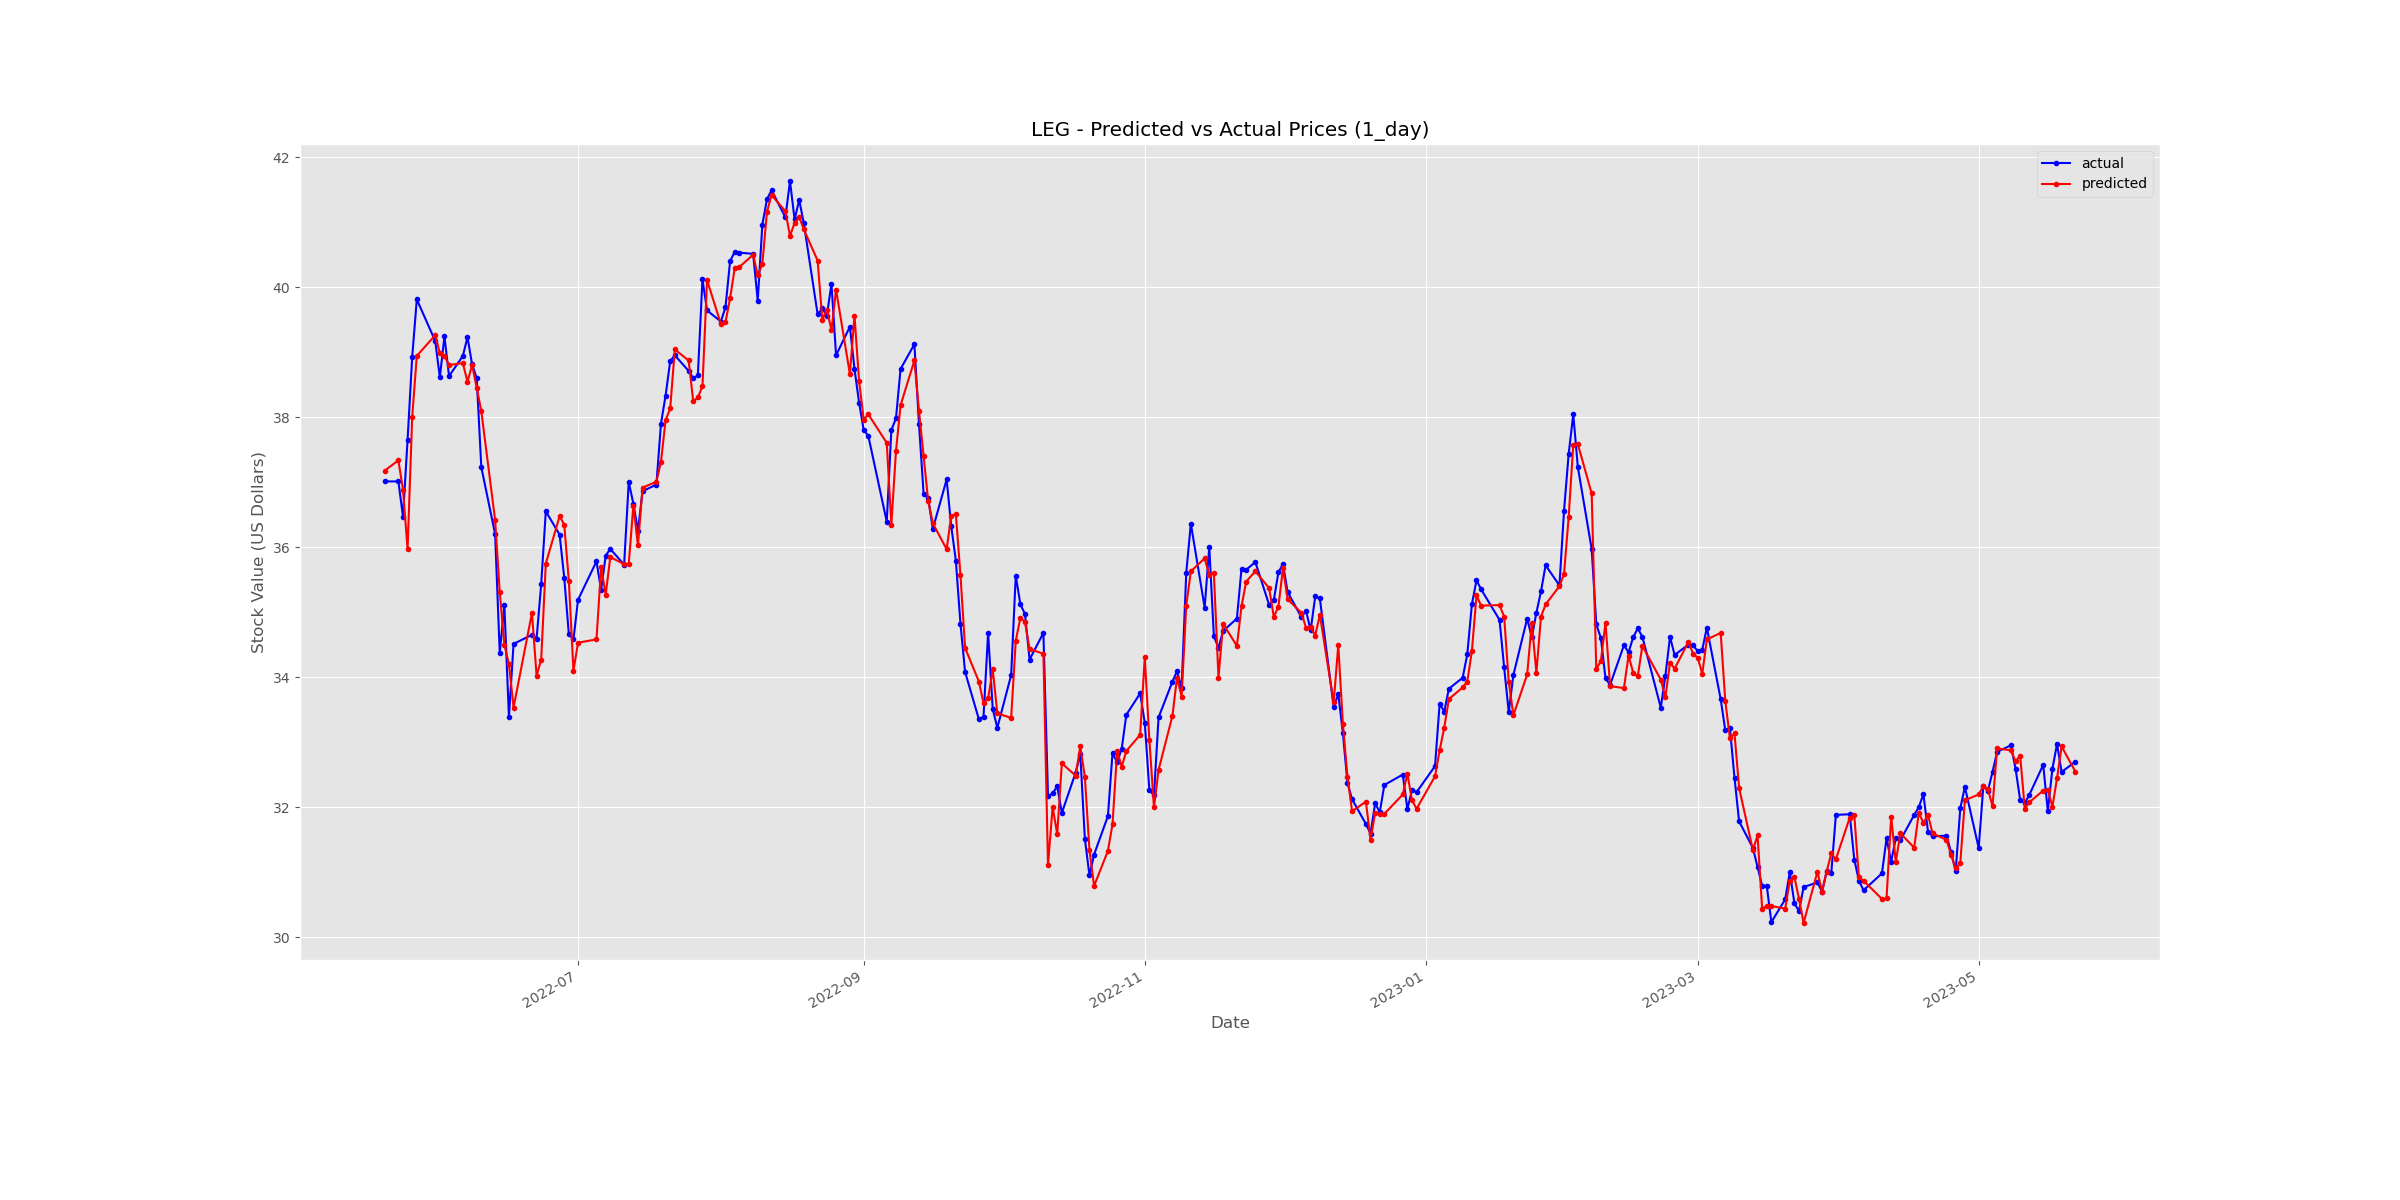 LEG - Predicted vs Actual Prices (1_day)
actual
predicted
Stock Value (US Dollars)
42
40
38
36
34
32
30
2022-07
2022-09
2022-11
2023-01
2023-03
2023-05
Date